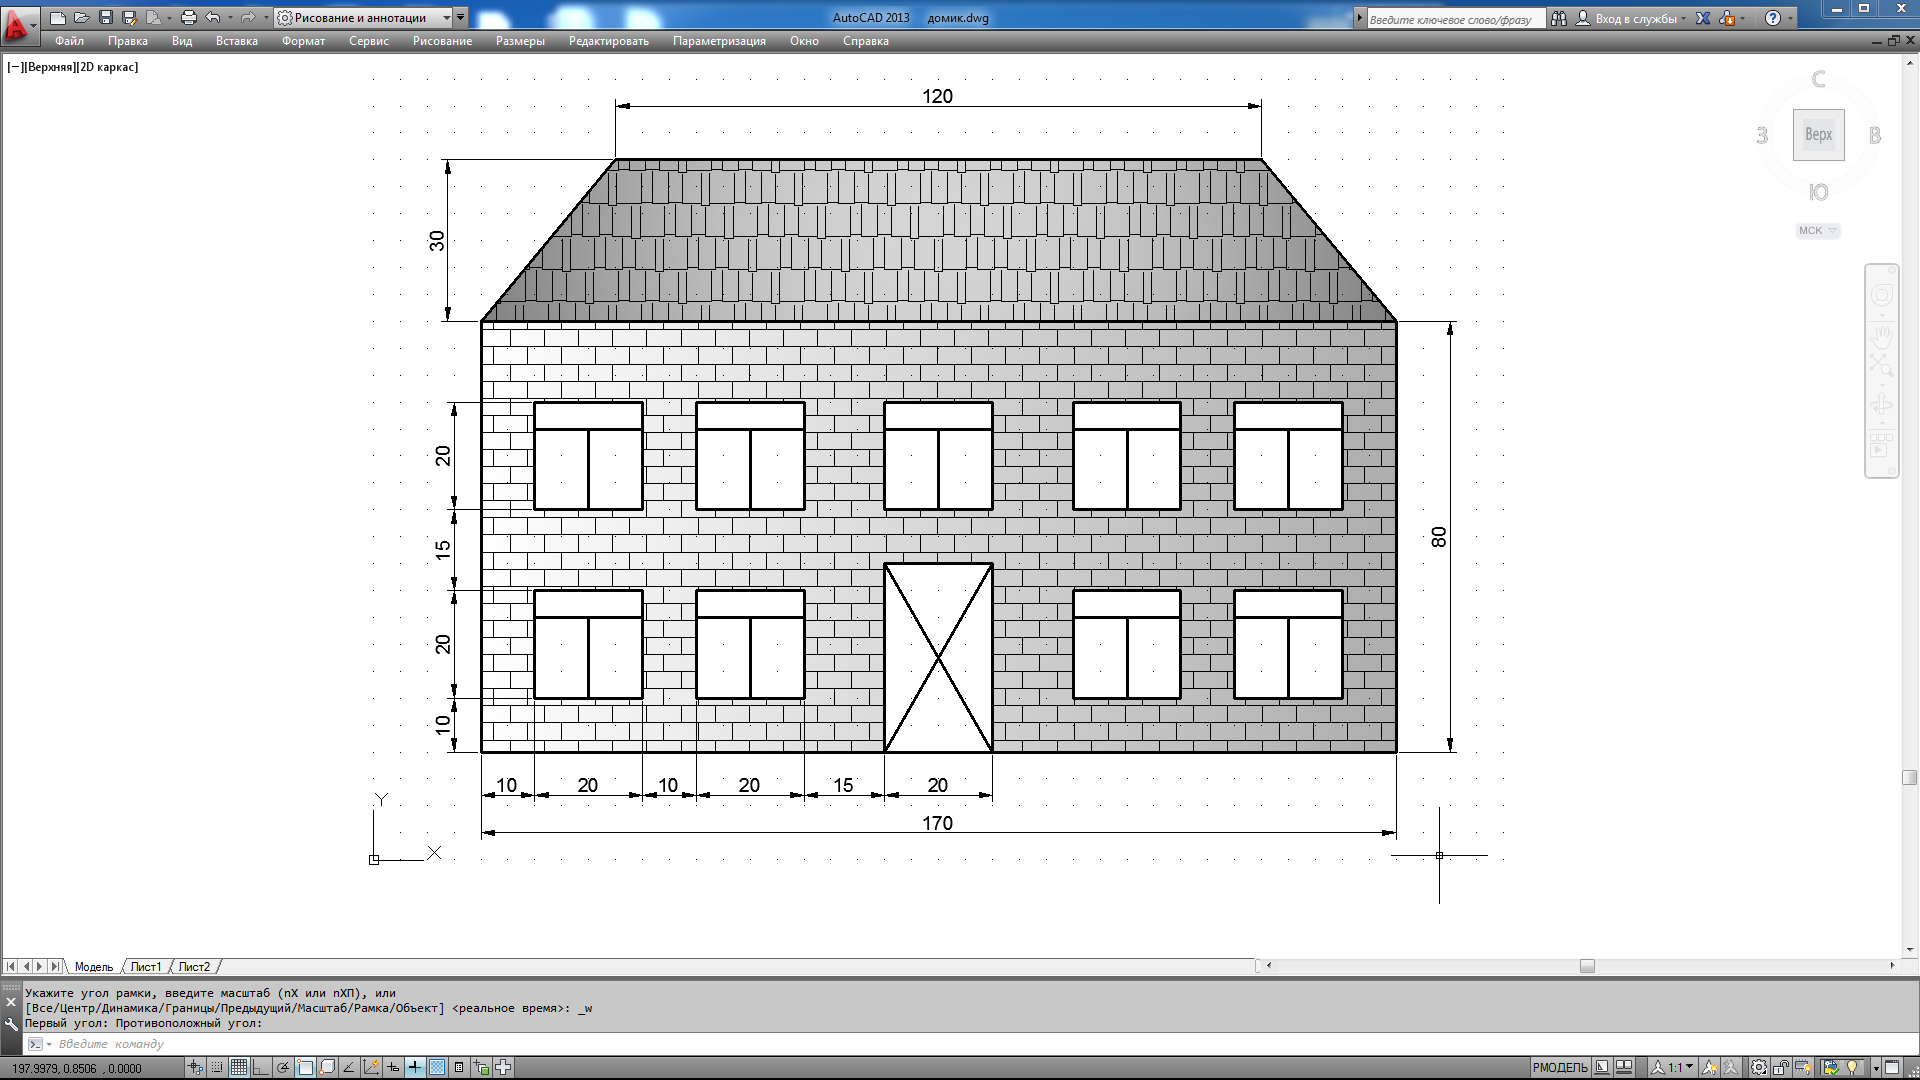 Рисование и аннотации
AutoCAD 2013 домик.dwg
Введите ключевое слово/фразу
Вход в службы
Файл Правка Вид Вставка Формат Сервис Рисование Размеры Редактировать Параметризация Окно Справка
[−][Верхняя][2D каркас]
120
С
З Верх В
Ю
МСК
30
20
15
80
20
10
10 20 10 20 15 20
170
Y
X
Модель Лист1 Лист2
Укажите угол рамки, введите масштаб (nX или nXП), или
[Все/Центр/Динамика/Границы/Предыдущий/Масштаб/Рамка/Объект] <реальное время>: _w
Первый угол: Противоположный угол:
Введите команду
197.9979, 0.8506 , 0.0000
РМОДЕЛЬ
1:1